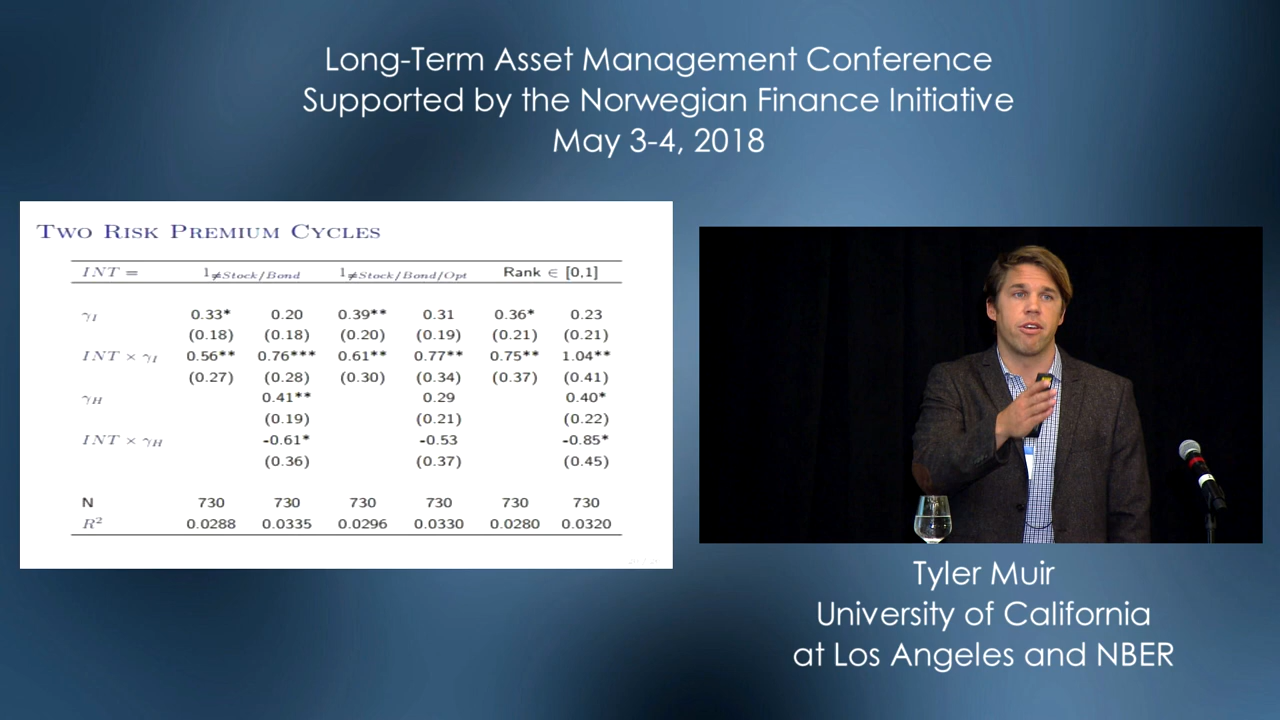 Long-Term Asset Management Conference
Supported by the Norwegian Finance Initiative
May 3-4, 2018
TWO RISK PREMIUM CYCLES
INT = 1≠Stock/Bond 1≠Stock/Bond/Opt Rank ∈ [0,1]
γI 0.33* 0.20 0.39** 0.31 0.36* 0.23
(0.18) (0.18) (0.20) (0.19) (0.21) (0.21)
INT × γI 0.56** 0.76*** 0.61** 0.77** 0.75** 1.04**
(0.27) (0.28) (0.30) (0.34) (0.37) (0.41)
γH 0.41** 0.29 0.40*
(0.19) (0.21) (0.22)
INT × γH -0.61* -0.53 -0.85*
(0.36) (0.37) (0.45)
N 730 730 730 730 730 730
R² 0.0288 0.0335 0.0296 0.0330 0.0280 0.0320
Tyler Muir
University of California
at Los Angeles and NBER